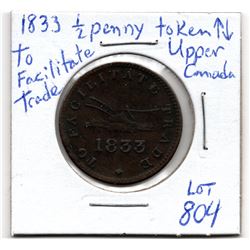 1833 ½ penny token ↑↓
To Facilitate Trade
Upper Canada
TO FACILITATE TRADE
1833
LOT
804